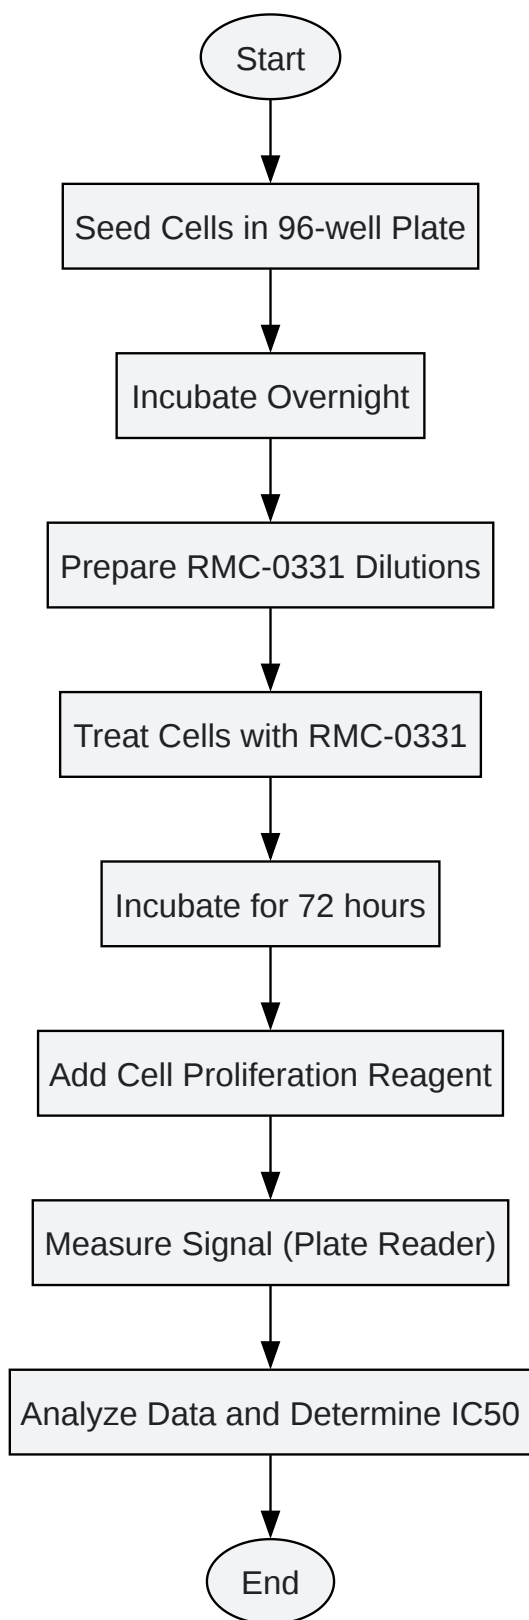 Start
Seed Cells in 96-well Plate
Incubate Overnight
Prepare RMC-0331 Dilutions
Treat Cells with RMC-0331
Incubate for 72 hours
Add Cell Proliferation Reagent
Measure Signal (Plate Reader)
Analyze Data and Determine IC50
End